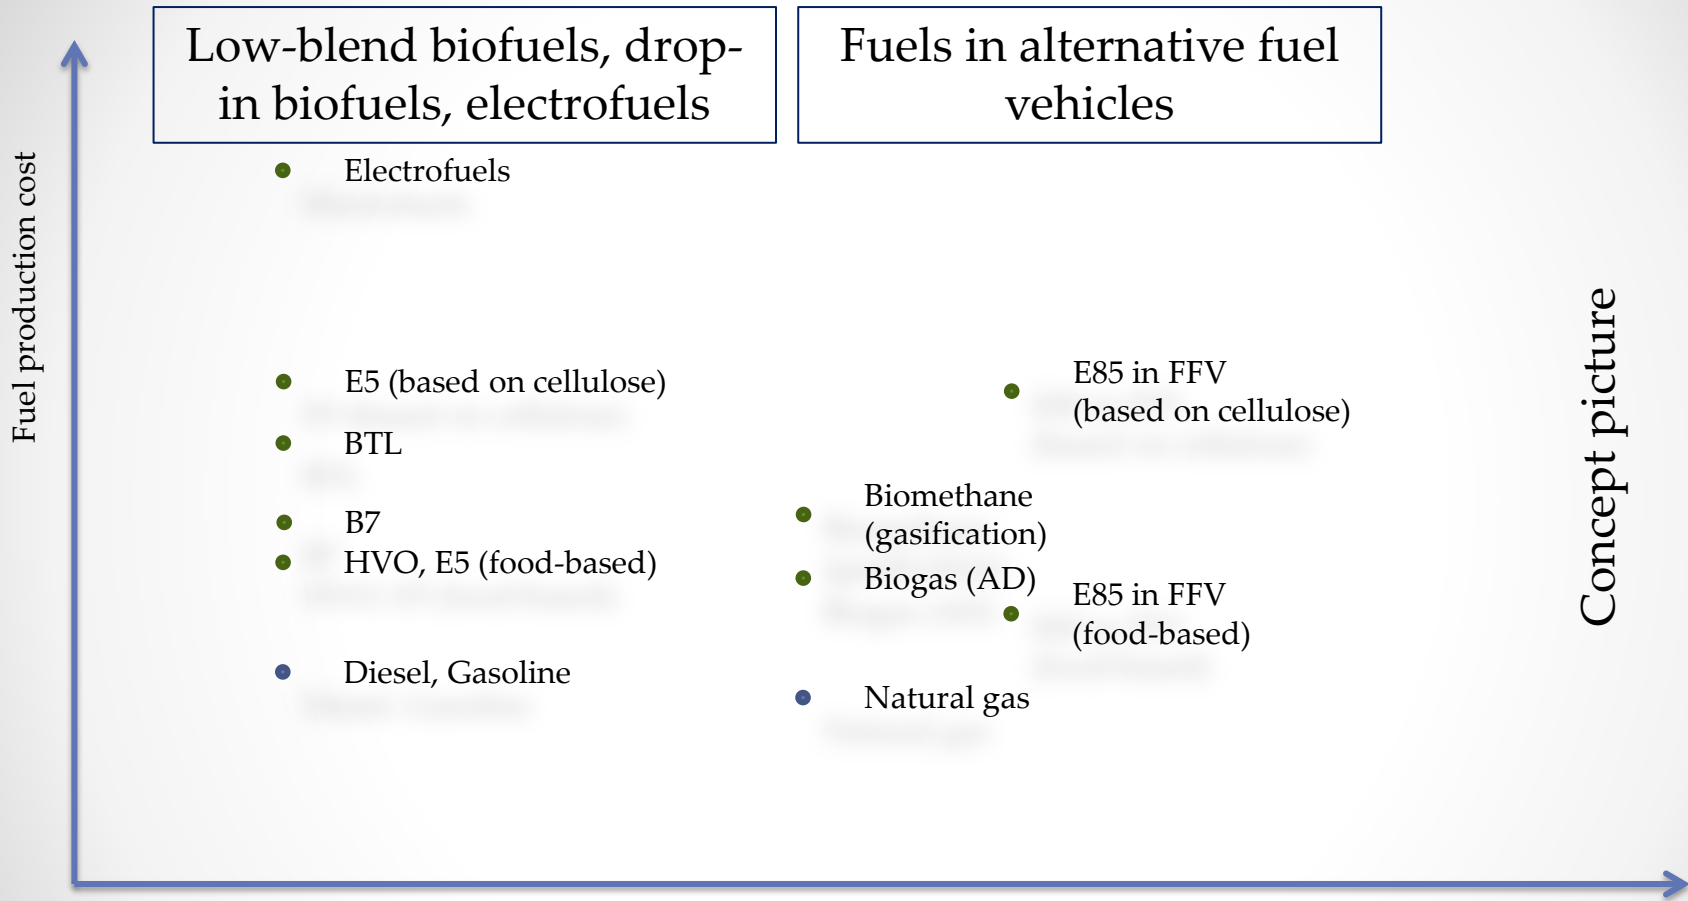 Low-blend biofuels, drop-
in biofuels, electrofuels
Fuels in alternative fuel
vehicles
Fuel production cost
Electrofuels
E5 (based on cellulose)
BTL
B7
HVO, E5 (food-based)
Diesel, Gasoline
E85 in FFV
(based on cellulose)
Biomethane
(gasification)
Biogas (AD)
E85 in FFV
(food-based)
Natural gas
Concept picture